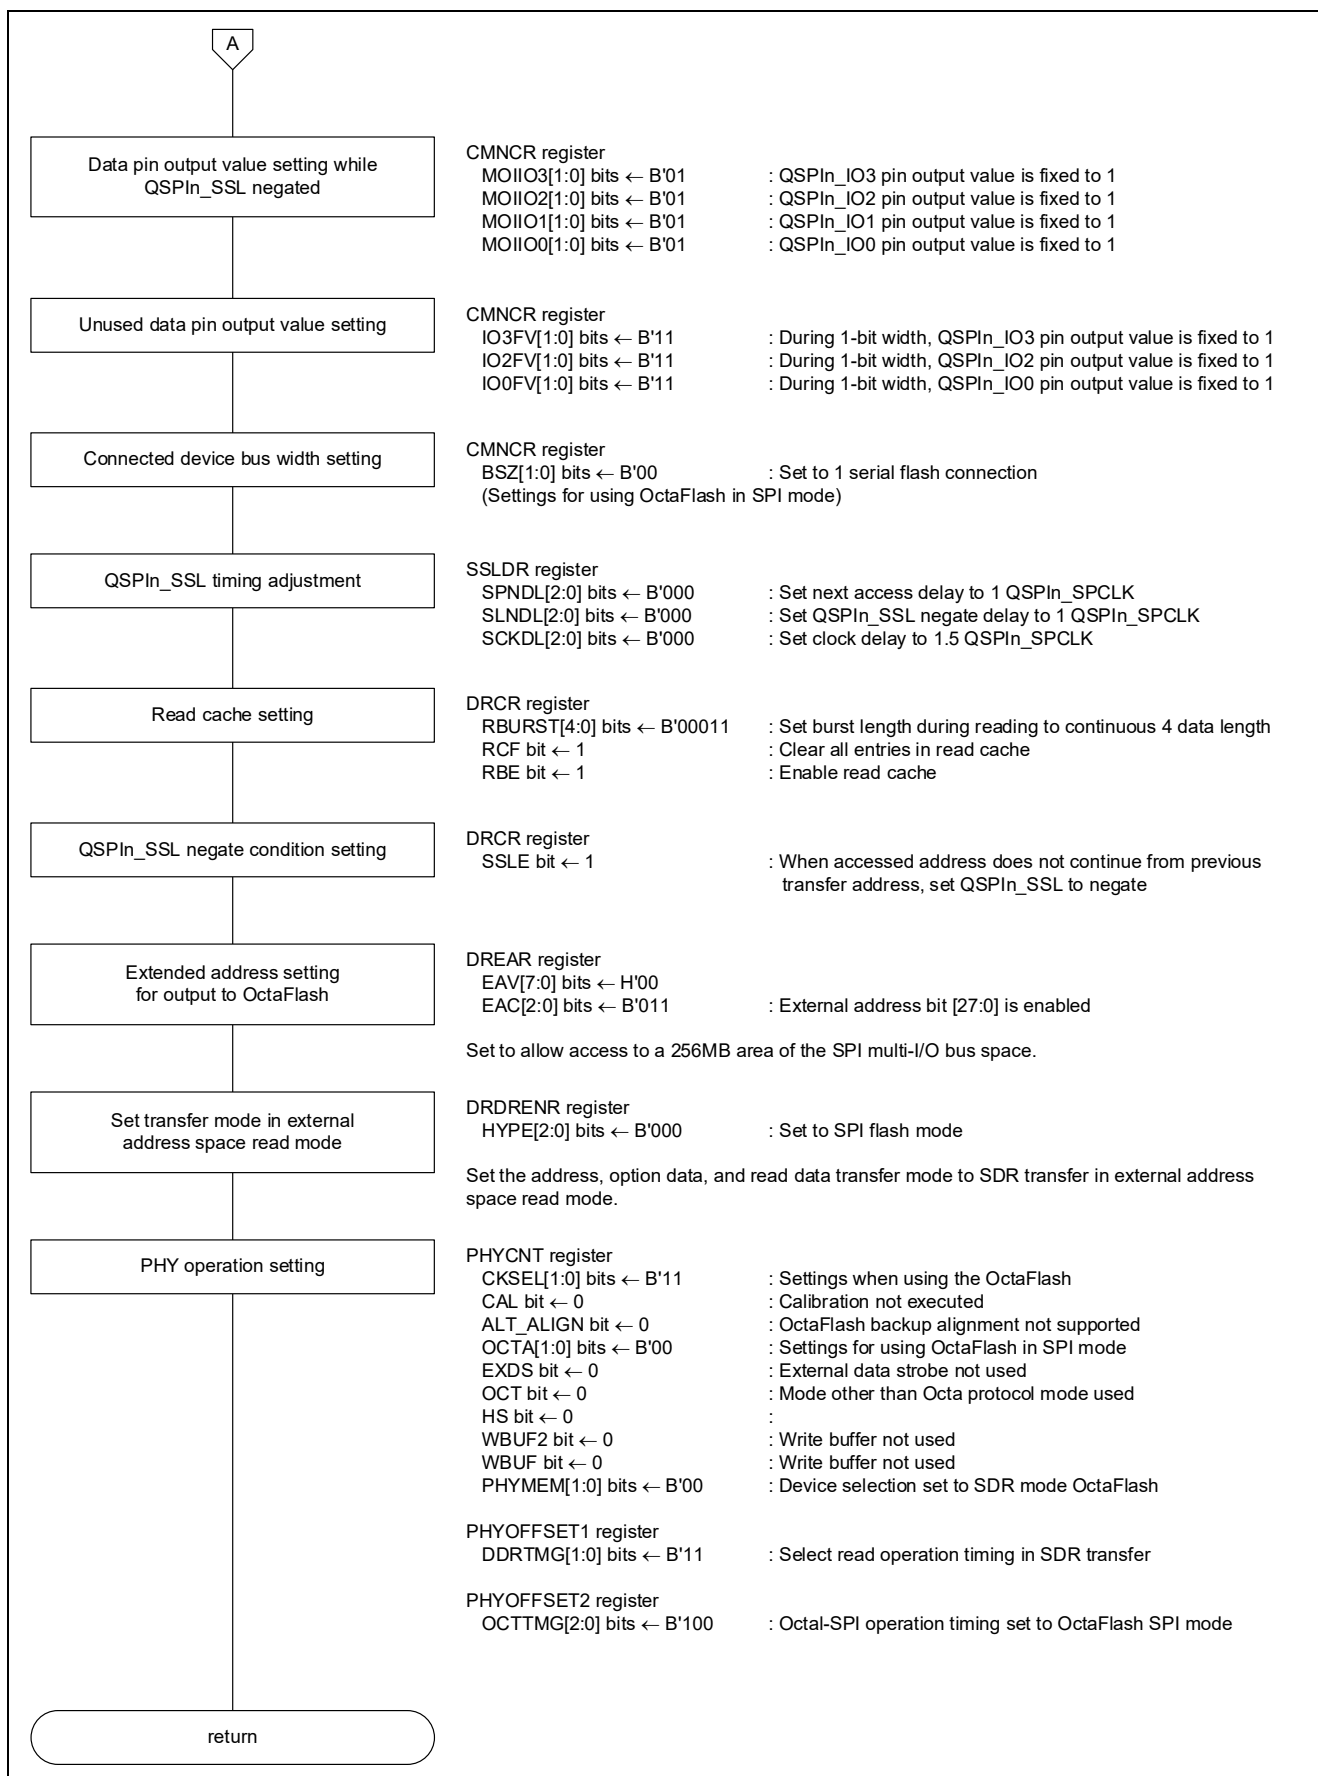 A
Data pin output value setting while
QSPIn_SSL negated
CMNCR register
MOIIO3[1:0] bits ← B'01 : QSPIn_IO3 pin output value is fixed to 1
MOIIO2[1:0] bits ← B'01 : QSPIn_IO2 pin output value is fixed to 1
MOIIO1[1:0] bits ← B'01 : QSPIn_IO1 pin output value is fixed to 1
MOIIO0[1:0] bits ← B'01 : QSPIn_IO0 pin output value is fixed to 1
Unused data pin output value setting
CMNCR register
IO3FV[1:0] bits ← B'11 : During 1-bit width, QSPIn_IO3 pin output value is fixed to 1
IO2FV[1:0] bits ← B'11 : During 1-bit width, QSPIn_IO2 pin output value is fixed to 1
IO0FV[1:0] bits ← B'11 : During 1-bit width, QSPIn_IO0 pin output value is fixed to 1
Connected device bus width setting
CMNCR register
BSZ[1:0] bits ← B'00 : Set to 1 serial flash connection
(Settings for using OctaFlash in SPI mode)
QSPIn_SSL timing adjustment
SSLDR register
SPNDL[2:0] bits ← B'000 : Set next access delay to 1 QSPIn_SPCLK
SLNDL[2:0] bits ← B'000 : Set QSPIn_SSL negate delay to 1 QSPIn_SPCLK
SCKDL[2:0] bits ← B'000 : Set clock delay to 1.5 QSPIn_SPCLK
Read cache setting
DRCR register
RBURST[4:0] bits ← B'00011 : Set burst length during reading to continuous 4 data length
RCF bit ← 1 : Clear all entries in read cache
RBE bit ← 1 : Enable read cache
QSPIn_SSL negate condition setting
DRCR register
SSLE bit ← 1 : When accessed address does not continue from previous
transfer address, set QSPIn_SSL to negate
Extended address setting
for output to OctaFlash
DREAR register
EAV[7:0] bits ← H'00
EAC[2:0] bits ← B'011 : External address bit [27:0] is enabled
Set to allow access to a 256MB area of the SPI multi-I/O bus space.
Set transfer mode in external
address space read mode
DRDRENR register
HYPE[2:0] bits ← B'000 : Set to SPI flash mode
Set the address, option data, and read data transfer mode to SDR transfer in external address
space read mode.
PHY operation setting
PHYCNT register
CKSEL[1:0] bits ← B'11 : Settings when using the OctaFlash
CAL bit ← 0 : Calibration not executed
ALT_ALIGN bit ← 0 : OctaFlash backup alignment not supported
OCTA[1:0] bits ← B'00 : Settings for using OctaFlash in SPI mode
EXDS bit ← 0 : External data strobe not used
OCT bit ← 0 : Mode other than Octa protocol mode used
HS bit ← 0 :
WBUF2 bit ← 0 : Write buffer not used
WBUF bit ← 0 : Write buffer not used
PHYMEM[1:0] bits ← B'00 : Device selection set to SDR mode OctaFlash
PHYOFFSET1 register
DDRTMG[1:0] bits ← B'11 : Select read operation timing in SDR transfer
PHYOFFSET2 register
OCTTMG[2:0] bits ← B'100 : Octal-SPI operation timing set to OctaFlash SPI mode
return